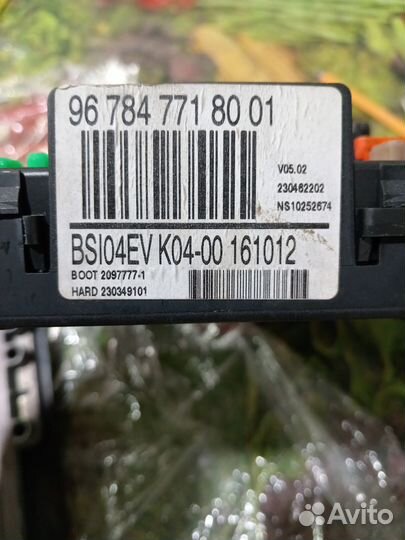 96 784 771 80 01
V05.02
230462202
NS10252674
BSI04EV K04-00 161012
BOOT 2097777-1
HARD 230349101
Avito